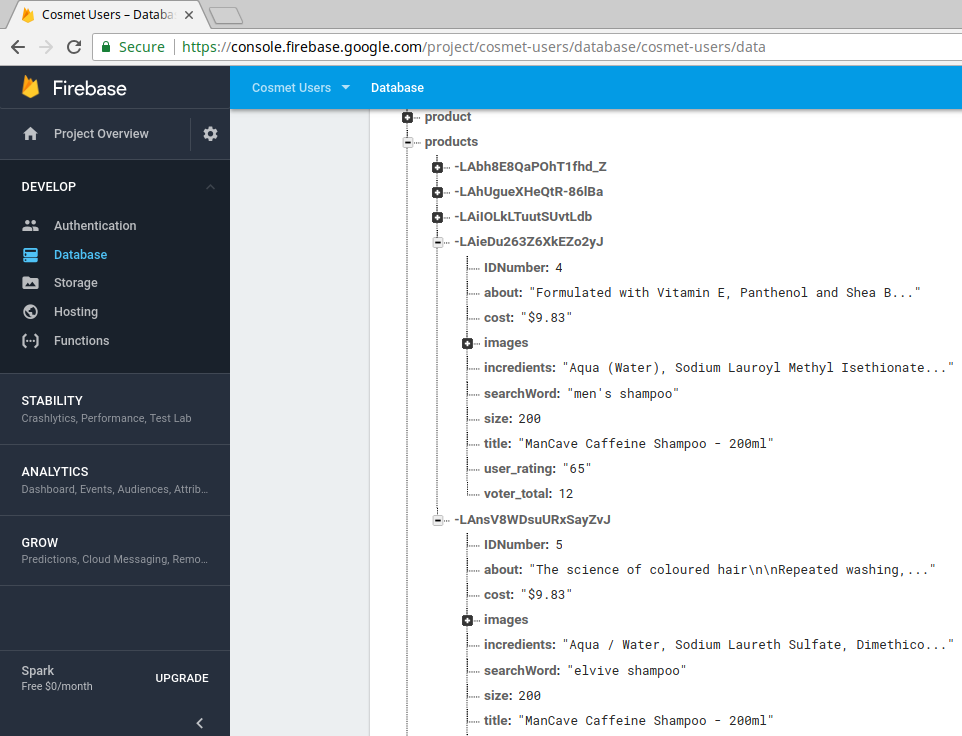 Cosmet Users – Databa
Secure https://console.firebase.google.com/project/cosmet-users/database/cosmet-users/data
Firebase
Cosmet Users Database
Project Overview
DEVELOP
Authentication
Database
Storage
Hosting
Functions
STABILITY
Crashlytics, Performance, Test Lab
ANALYTICS
Dashboard, Events, Audiences, Attrib...
GROW
Predictions, Cloud Messaging, Remo...
Spark
Free $0/month
UPGRADE
product
products
-LAbh8E8QaPOhT1fhd_Z
-LAhUgueXHeQtR-86lBa
-LAiIOLkLTuutSUvtLdb
-LAieDu263Z6XkEZo2yJ
IDNumber: 4
about: "Formulated with Vitamin E, Panthenol and Shea B..."
cost: "$9.83"
images
incredients: "Aqua (Water), Sodium Lauroyl Methyl Isethionate..."
searchWord: "men's shampoo"
size: 200
title: "ManCave Caffeine Shampoo - 200ml"
user_rating: "65"
voter_total: 12
-LAnsV8WDsuURxSayZvJ
IDNumber: 5
about: "The science of coloured hair\n\nRepeated washing,..."
cost: "$9.83"
images
incredients: "Aqua / Water, Sodium Laureth Sulfate, Dimethico..."
searchWord: "elvive shampoo"
size: 200
title: "ManCave Caffeine Shampoo - 200ml"